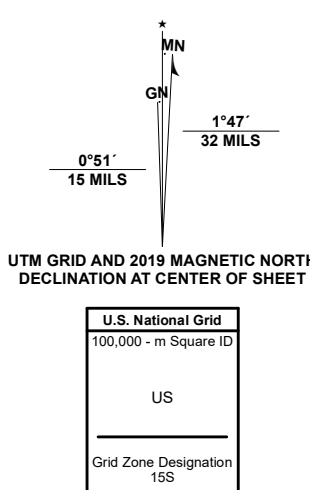 MN
GN
1°47´
32 MILS
0°51´
15 MILS
UTM GRID AND 2019 MAGNETIC NORTH
DECLINATION AT CENTER OF SHEET
U.S. National Grid
100,000 - m Square ID
US
Grid Zone Designation
15S